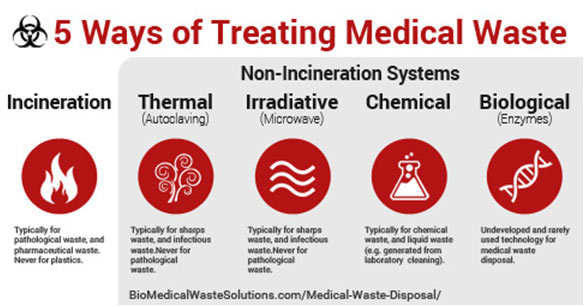 5 Ways of Treating Medical Waste
Non-Incineration Systems
Incineration
Typically for
pathological waste, and
pharmaceutical waste.
Never for plastics.
Thermal
(Autoclaving)
Typically for sharps
waste, and infectious
waste.Never for
pathological
waste.
Irradiative
(Microwave)
Typically for sharps
waste, and infectious
waste.Never for
pathological
waste.
Chemical
Typically for chemical
waste, and liquid waste
(e.g. generated from
laboratory cleaning).
Biological
(Enzymes)
Undeveloped and rarely
used technology for
medical waste
disposal.
BioMedicalWasteSolutions.com/Medical-Waste-Disposal/